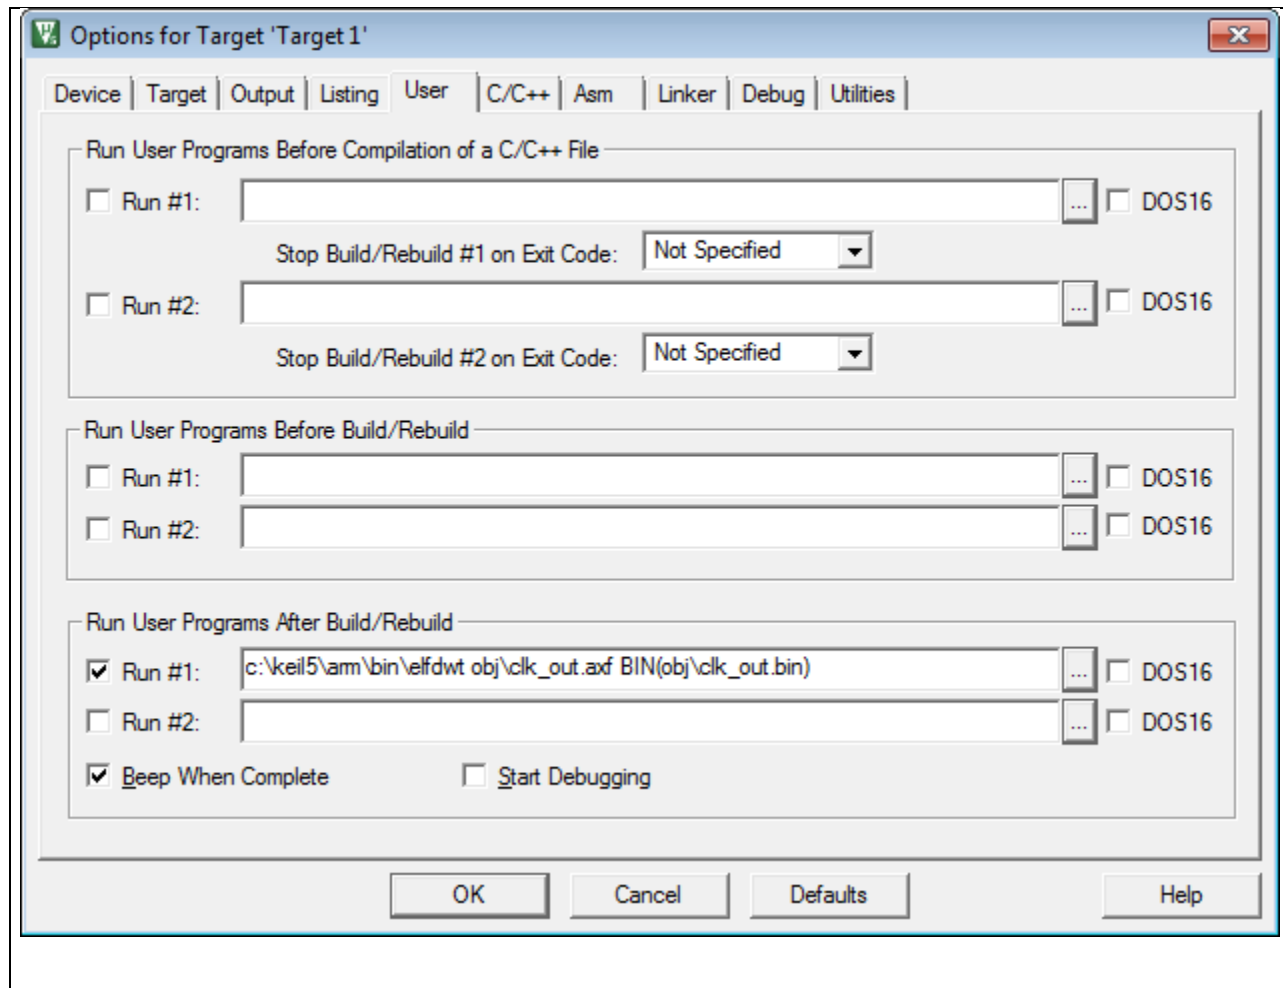 Options for Target 'Target 1'
Device Target Output Listing User C/C++ Asm Linker Debug Utilities
Run User Programs Before Compilation of a C/C++ File
Run #1: ... DOS16
Stop Build/Rebuild #1 on Exit Code: Not Specified
Run #2: ... DOS16
Stop Build/Rebuild #2 on Exit Code: Not Specified
Run User Programs Before Build/Rebuild
Run #1: ... DOS16
Run #2: ... DOS16
Run User Programs After Build/Rebuild
Run #1: c:\keil5\arm\bin\elfdwt obj\clk_out.axf BIN(obj\clk_out.bin) ... DOS16
Run #2: ... DOS16
Beep When Complete Start Debugging
OK Cancel Defaults Help